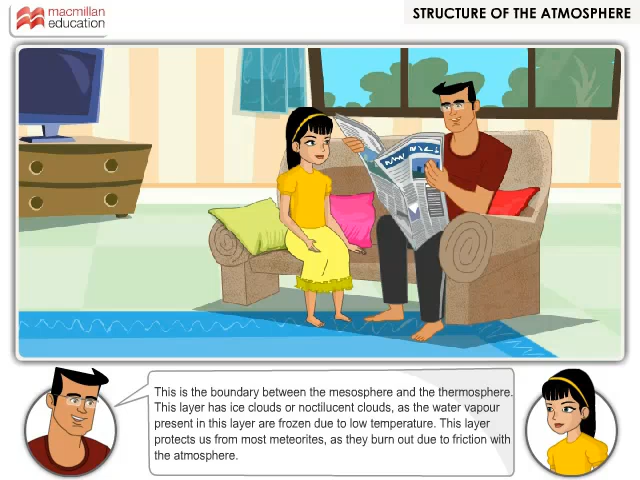 macmillan
education
STRUCTURE OF THE ATMOSPHERE
This is the boundary between the mesosphere and the thermosphere.
This layer has ice clouds or noctilucent clouds, as the water vapour
present in this layer are frozen due to low temperature. This layer
protects us from most meteorites, as they burn out due to friction with
the atmosphere.